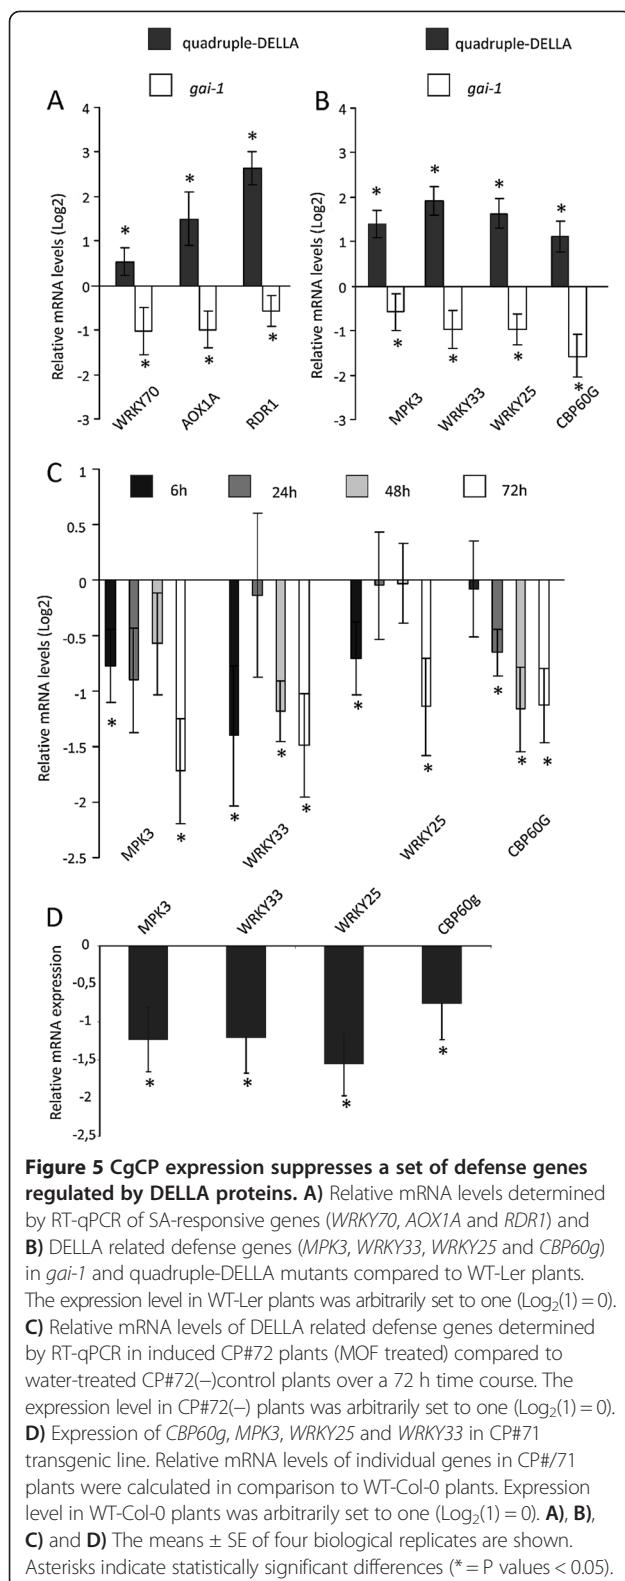 quadruple-DELLA quadruple-DELLA
gai-1 gai-1
A B
Relative mRNA levels (Log2)
4
3
2
1
0
-1
-2
-3
* * *
* * *
WRKY70 AOX1A RDR1
Relative mRNA levels (Log2)
4
3
2
1
0
-1
-2
-3
* * * *
* * * *
MPK3 WRKY33 WRKY25 CBP60G
C
6h 24h 48h 72h
Relative mRNA levels (Log2)
1
0.5
0
-0.5
-1
-1.5
-2
-2.5
* * * * * * * * * *
MPK3 WRKY33 WRKY25 CBP60G
D
MPK3 WRKY33 WRKY25 CBP60g
Relative mRNA expression
0
-0,5
-1
-1,5
-2
-2,5
* * * *
Figure 5 CgCP expression suppresses a set of defense genes
regulated by DELLA proteins. A) Relative mRNA levels determined
by RT-qPCR of SA-responsive genes (WRKY70, AOX1A and RDR1) and
B) DELLA related defense genes (MPK3, WRKY33, WRKY25 and CBP60g)
in gai-1 and quadruple-DELLA mutants compared to WT-Ler plants.
The expression level in WT-Ler plants was arbitrarily set to one (Log₂(1) = 0).
C) Relative mRNA levels of DELLA related defense genes determined
by RT-qPCR in induced CP#72 plants (MOF treated) compared to
water-treated CP#72(−)control plants over a 72 h time course. The
expression level in CP#72(−) plants was arbitrarily set to one (Log₂(1) = 0).
D) Expression of CBP60g, MPK3, WRKY25 and WRKY33 in CP#71
transgenic line. Relative mRNA levels of individual genes in CP#/71
plants were calculated in comparison to WT-Col-0 plants. Expression
level in WT-Col-0 plants was arbitrarily set to one (Log₂(1) = 0). A), B),
C) and D) The means ± SE of four biological replicates are shown.
Asterisks indicate statistically significant differences (* = P values < 0.05).